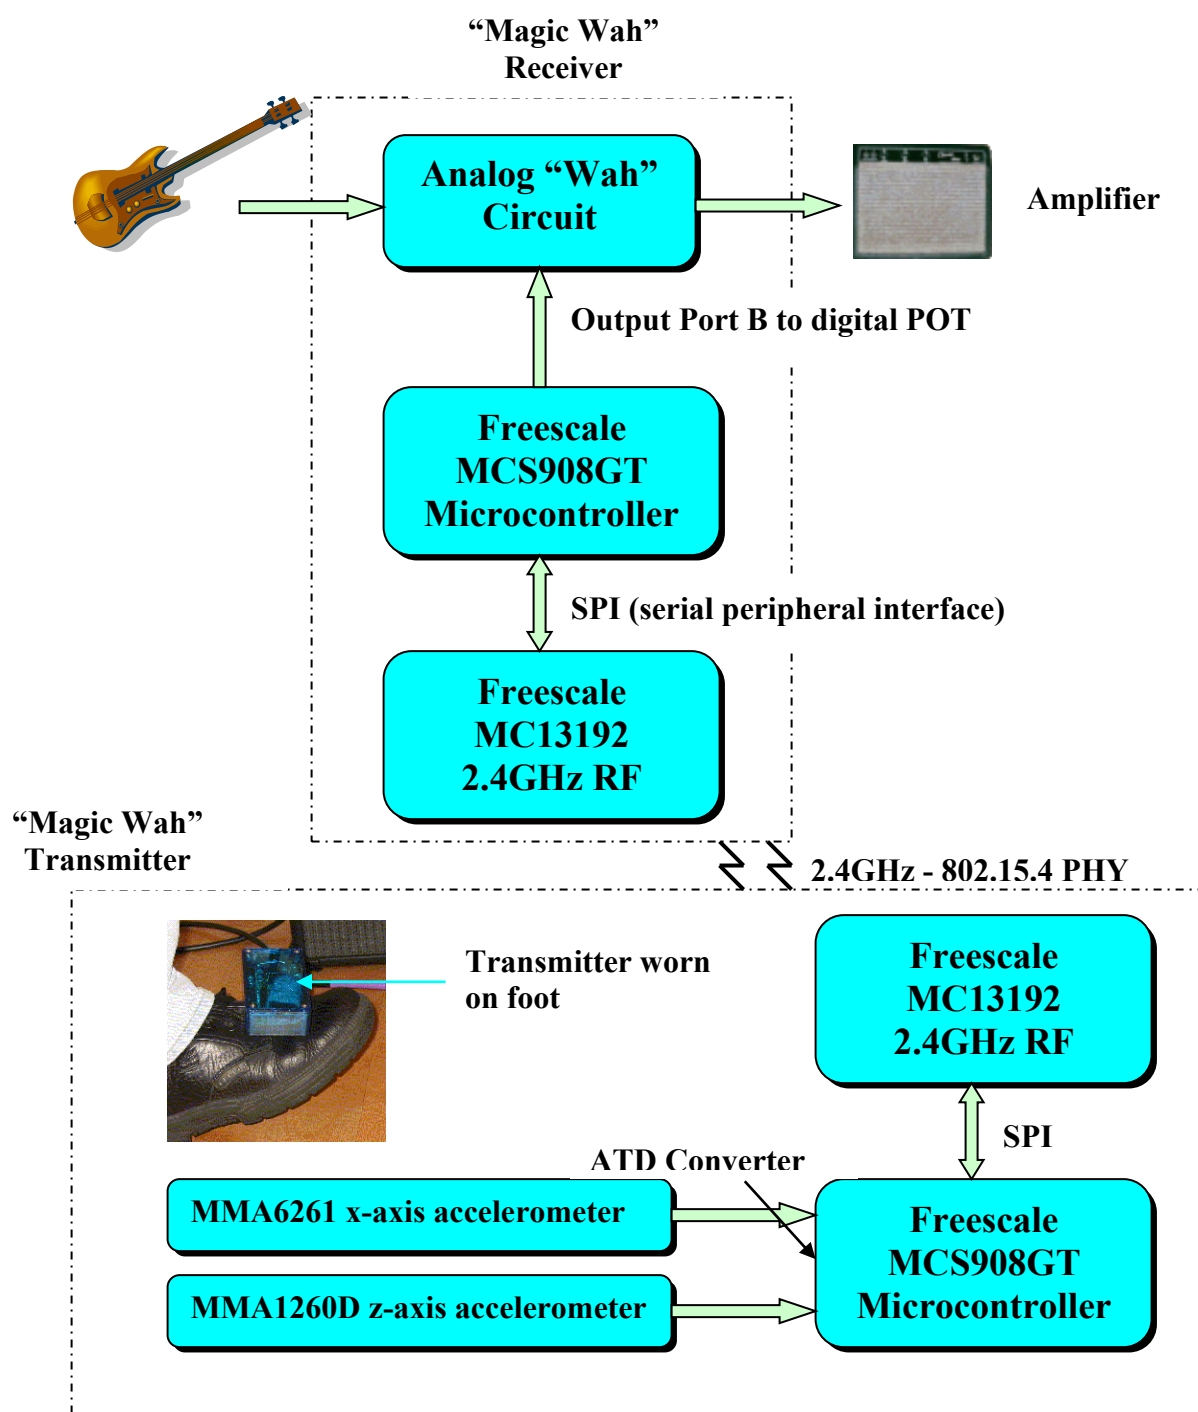 “Magic Wah”
Receiver
Analog “Wah”
Circuit
Amplifier
Output Port B to digital POT
Freescale
MCS908GT
Microcontroller
SPI (serial peripheral interface)
Freescale
MC13192
2.4GHz RF
“Magic Wah”
Transmitter
2.4GHz - 802.15.4 PHY
Transmitter worn
on foot
Freescale
MC13192
2.4GHz RF
SPI
ATD Converter
MMA6261 x-axis accelerometer
MMA1260D z-axis accelerometer
Freescale
MCS908GT
Microcontroller